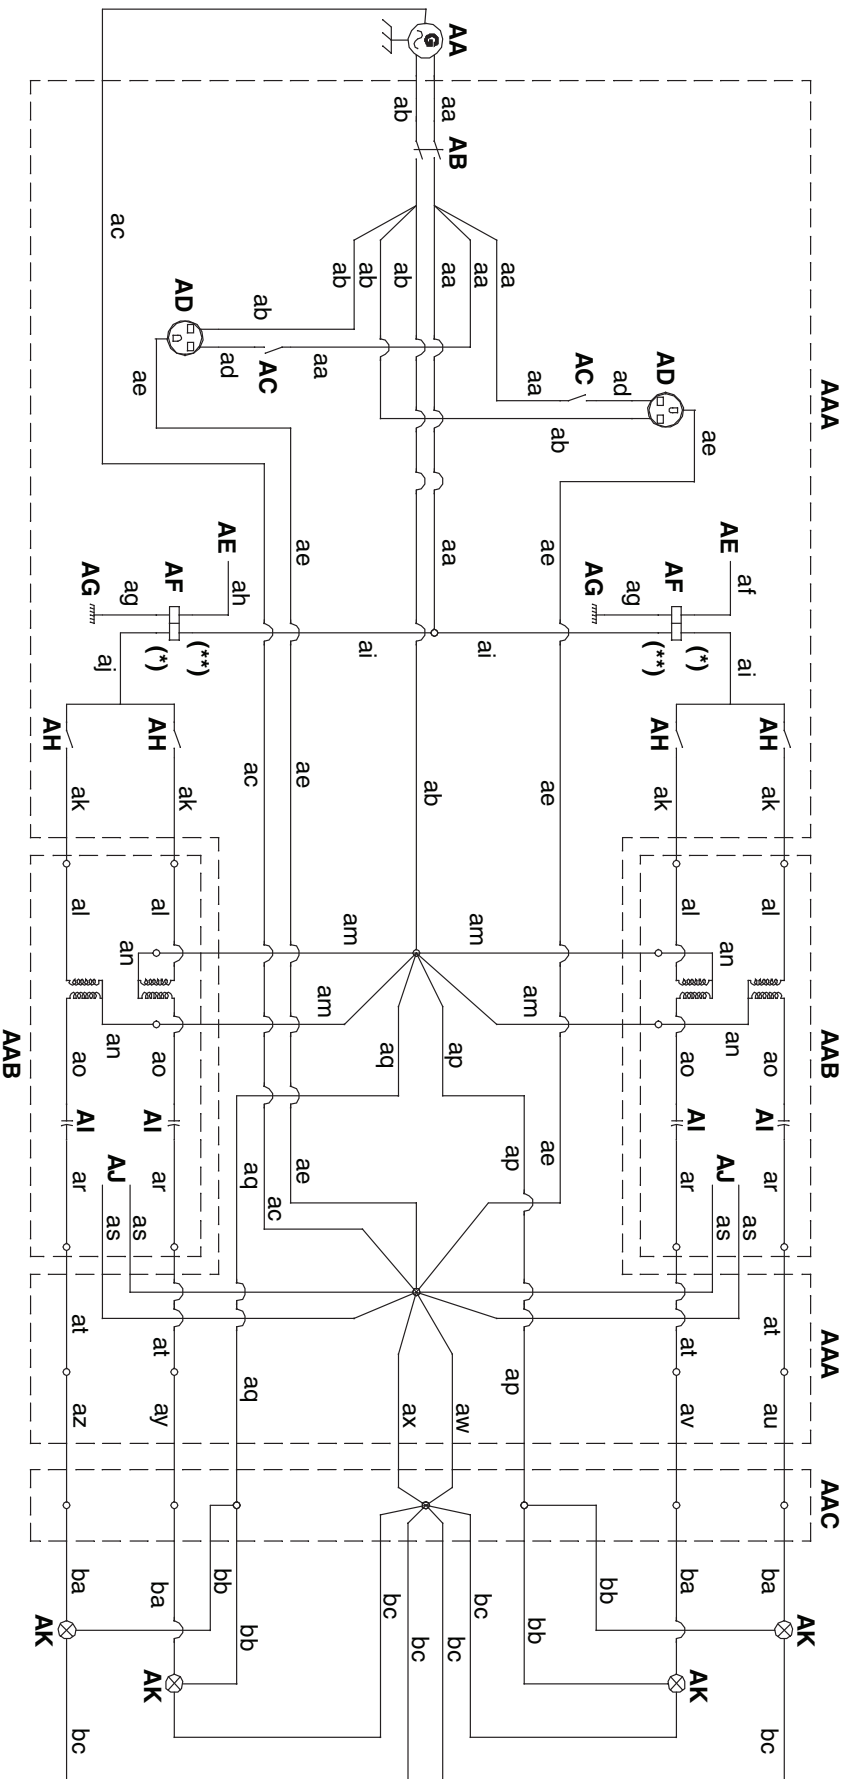 AAA
AAB
AAA
AAC
AK
AH
ak
al
ao
AI
ar
at
au
ba
bc
af
ai
an
as
AE
AJ
an
as
ae
(*)
AK
al
ao
AI
ar
at
av
ba
AF
AD
AH
ak
(**)
ag
ad
bb
AG
AC
ab
ae
ae
ae
aa
bb
am
ap
ap
aa
ai
aa
bc
am
AA
AB
ap
aw
bc
aa
aa
aa
ab
bc
ax
ab
ab
bc
aq
ab
ai
am
ab
am
aa
ae
ae
ae
ac
AC
ab
ac
aq
aq
bb
ah
AE
ad
bb
(**)
AD
ak
AF
(*)
AH
al
ao
AI
ar
at
ay
ba
AK
ae
as
ag
an
ac
AJ
an
as
aj
AG
ak
al
ao
AI
ar
at
az
ba
bc
AH
AK
AAB
G